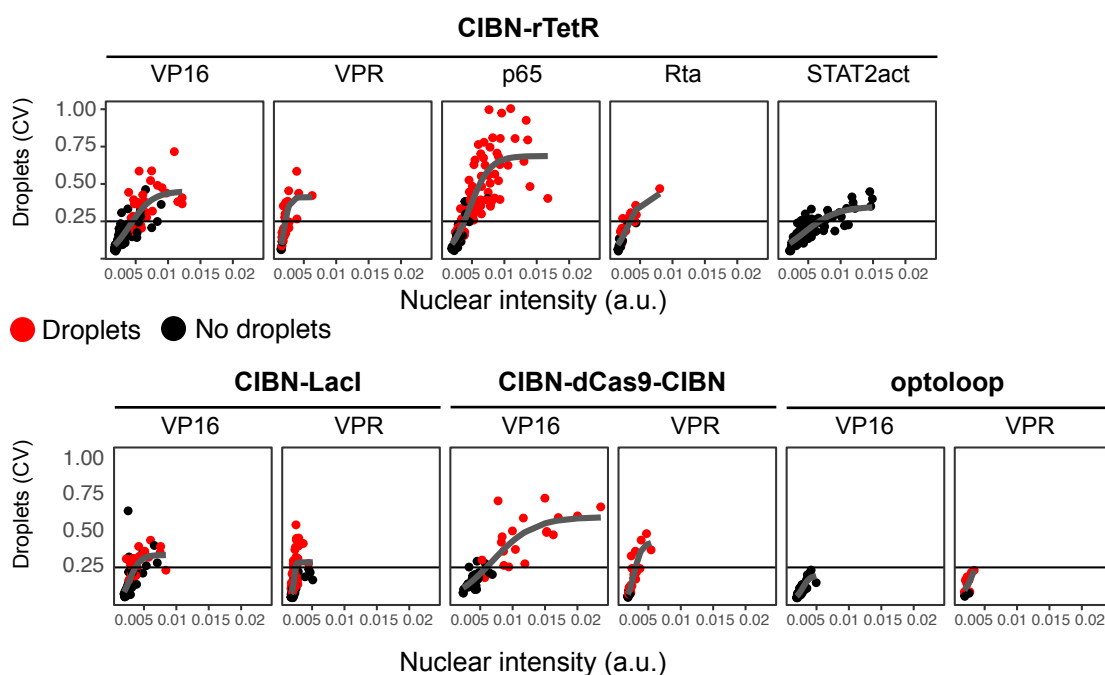 CIBN-rTetR
VP16 VPR p65 Rta STAT2act
Droplets (CV)
1.00
0.75
0.50
0.25
0.005 0.01 0.015 0.02 0.005 0.01 0.015 0.02 0.005 0.01 0.015 0.02 0.005 0.01 0.015 0.02 0.005 0.01 0.015 0.02
Nuclear intensity (a.u.)
Droplets No droplets
CIBN-LacI CIBN-dCas9-CIBN optoloop
VP16 VPR VP16 VPR VP16 VPR
Droplets (CV)
1.00
0.75
0.50
0.25
0.005 0.01 0.015 0.02 0.005 0.01 0.015 0.02 0.005 0.01 0.015 0.02 0.005 0.01 0.015 0.02 0.005 0.01 0.015 0.02 0.005 0.01 0.015 0.02
Nuclear intensity (a.u.)